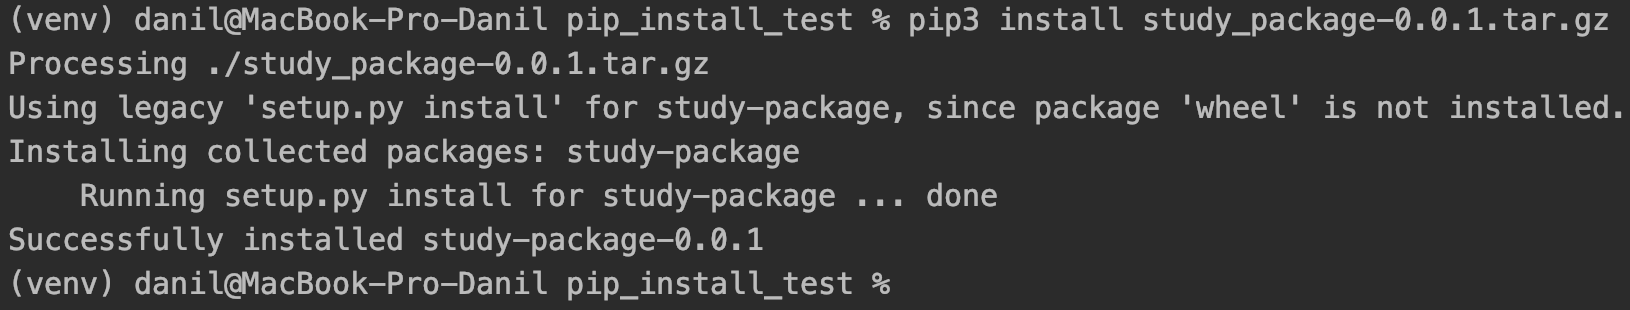 (venv) danil@MacBook-Pro-Danil pip_install_test % pip3 install study_package-0.0.1.tar.gz
Processing ./study_package-0.0.1.tar.gz
Using legacy 'setup.py install' for study-package, since package 'wheel' is not installed.
Installing collected packages: study-package
    Running setup.py install for study-package ... done
Successfully installed study-package-0.0.1
(venv) danil@MacBook-Pro-Danil pip_install_test %